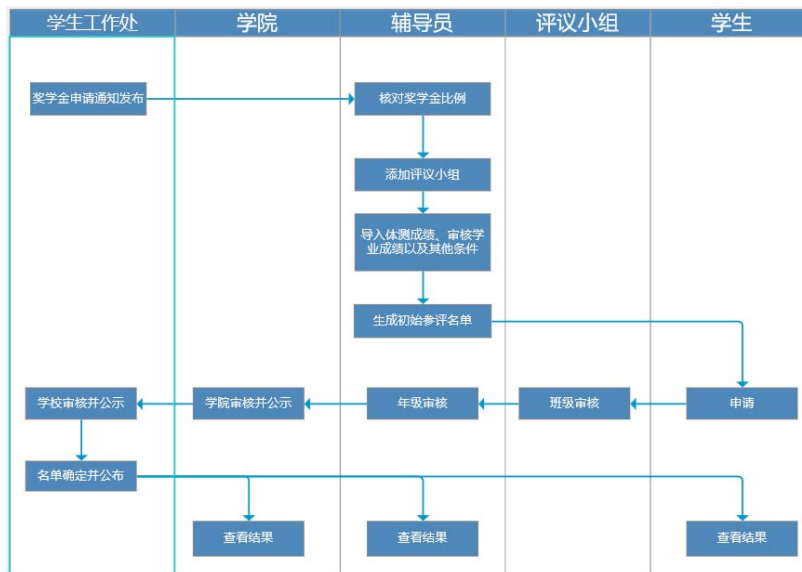 学生工作处
学院
辅导员
评议小组
学生
奖学金申请通知发布
核对奖学金比例
添加评议小组
导入体测成绩、审核学
业成绩以及其他条件
生成初始参评名单
学校审核并公示
学院审核并公示
年级审核
班级审核
申请
名单确定并公布
查看结果
查看结果
查看结果